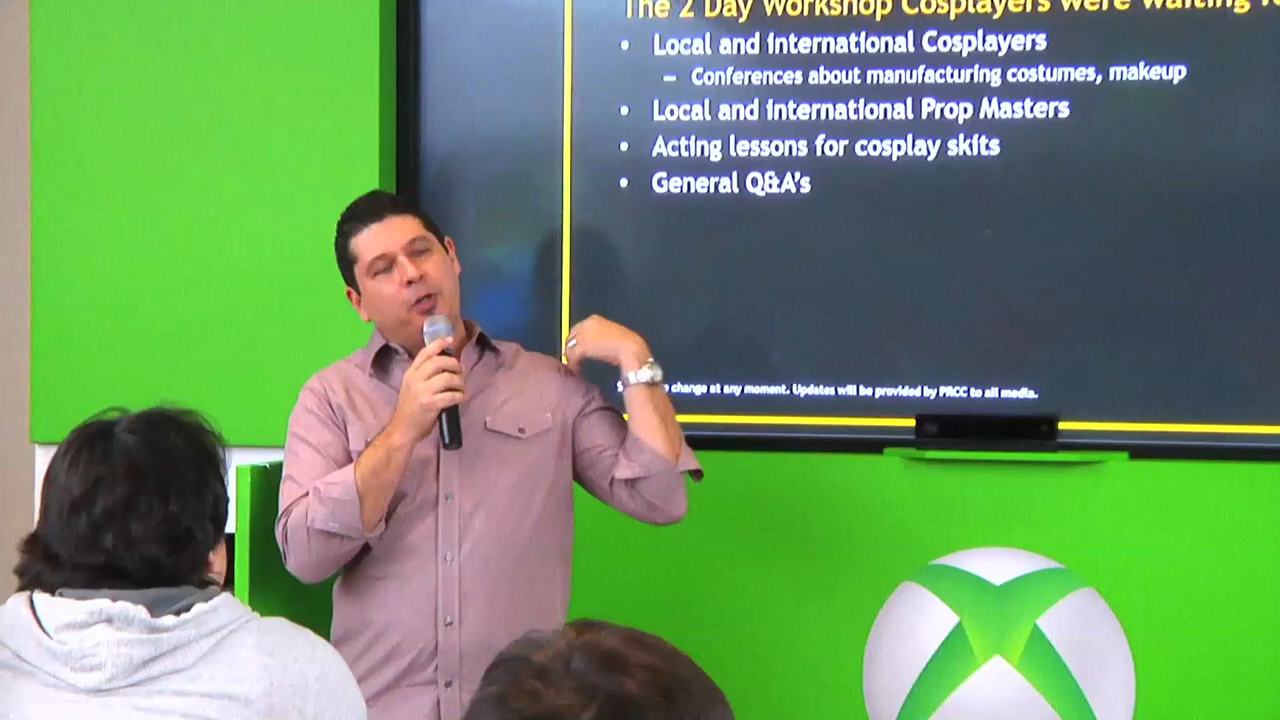 The 2 Day Workshop Cosplayers were waiting
• Local and international Cosplayers
– Conferences about manufacturing costumes, makeup
• Local and international Prop Masters
• Acting lessons for cosplay skits
• General Q&A's
change at any moment. Updates will be provided by PRCC to all media.